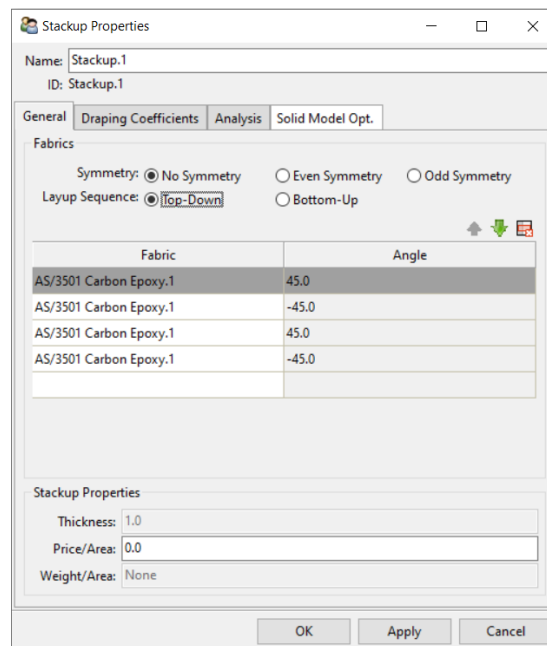 Stackup Properties
Name: Stackup.1
ID: Stackup.1
General Draping Coefficients Analysis Solid Model Opt.
Fabrics
Symmetry: No Symmetry Even Symmetry Odd Symmetry
Layup Sequence: Top-Down Bottom-Up
Fabric Angle
AS/3501 Carbon Epoxy.1 45.0
AS/3501 Carbon Epoxy.1 -45.0
AS/3501 Carbon Epoxy.1 45.0
AS/3501 Carbon Epoxy.1 -45.0
Stackup Properties
Thickness: 1.0
Price/Area: 0.0
Weight/Area: None
OK Apply Cancel